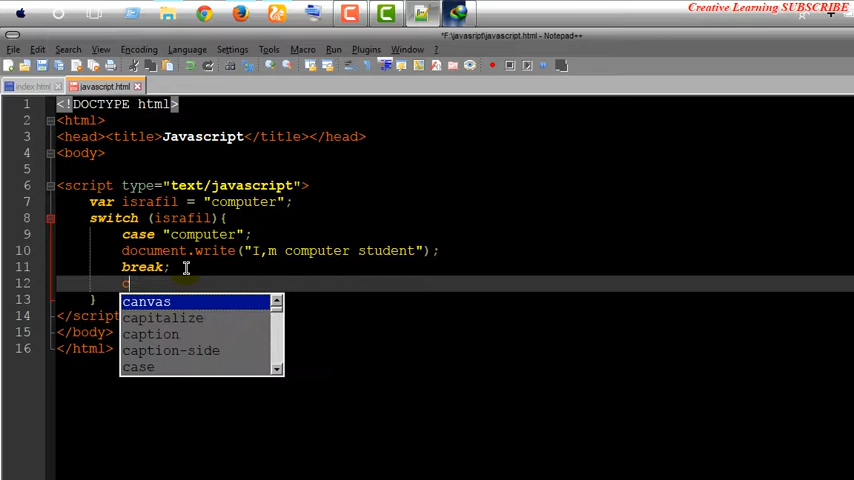 Creative Learning SUBSCRIBE
*F:\javasript\javascript.html - Notepad++
File Edit Search View Encoding Language Settings Tools Macro Run Plugins Window ?
index.html javascript.html
1 <!DOCTYPE html>
2 <html>
3 <head><title>Javascript</title></head>
4 <body>
5
6 <script type="text/javascript">
7 var israfil = "computer";
8 switch (israfil){
9 case "computer";
10 document.write("I,m computer student");
11 break;
12 c
13 }
14 </script
15 </body>
16 </html>
canvas
capitalize
caption
caption-side
case